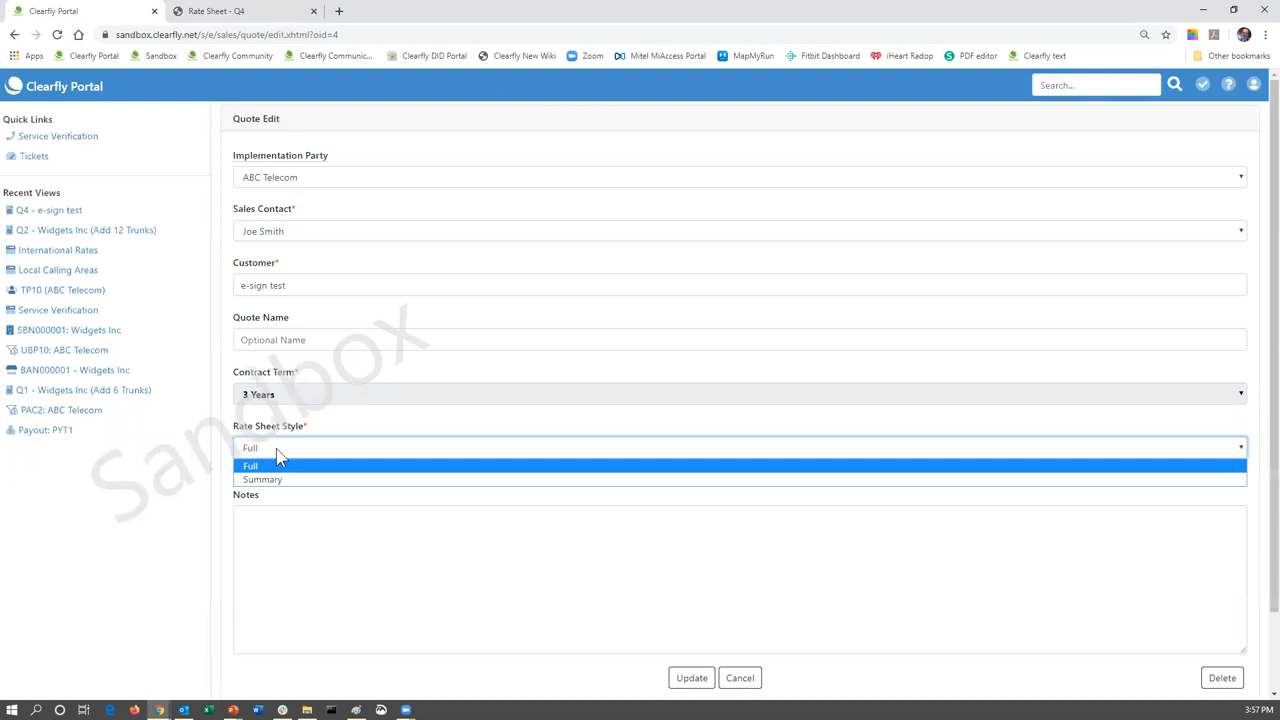 Clearfly Portal
Rate Sheet - Q4
sandbox.clearfly.net/s/e/sales/quote/edit.xhtml?oid=4
Apps
Clearfly Portal
Sandbox
Clearfly Community
Clearfly Communic...
Clearfly DID Portal
Clearfly New Wiki
Zoom
Mitel MiAccess Portal
MapMyRun
Fitbit Dashboard
iHeart Radop
PDF editor
Clearfly text
Other bookmarks
Clearfly Portal
Search...
Quick Links
Service Verification
Tickets
Recent Views
Q4 - e-sign test
Q2 - Widgets Inc (Add 12 Trunks)
International Rates
Local Calling Areas
TP10 (ABC Telecom)
Service Verification
SBN000001: Widgets Inc
UBP10: ABC Telecom
BAN000001 - Widgets Inc
Q1 - Widgets Inc (Add 6 Trunks)
PAC2: ABC Telecom
Payout: PYT1
Quote Edit
Implementation Party
ABC Telecom
Sales Contact*
Joe Smith
Customer*
e-sign test
Quote Name
Optional Name
Contract Term*
3 Years
Rate Sheet Style*
Full
Full
Summary
Notes
Update
Cancel
Delete
Sandbox
3:57 PM